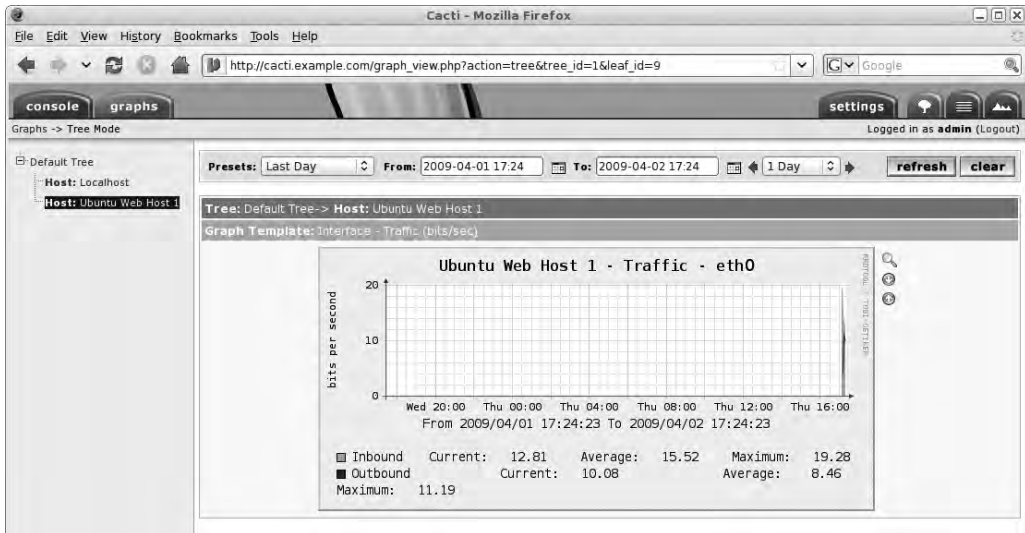 Cacti - Mozilla Firefox
File Edit View History Bookmarks Tools Help
http://cacti.example.com/graph_view.php?action=tree&tree_id=1&leaf_id=9
G Google
console graphs settings
Graphs -> Tree Mode Logged in as admin (Logout)
Default Tree
Host: Localhost
Host: Ubuntu Web Host 1
Presets: Last Day From: 2009-04-01 17:24 To: 2009-04-02 17:24 1 Day refresh clear
Tree: Default Tree-> Host: Ubuntu Web Host 1
Graph Template: Interface - Traffic (bits/sec)
Ubuntu Web Host 1 - Traffic - eth0
bits per second
20
10
0
Wed 20:00 Thu 00:00 Thu 04:00 Thu 08:00 Thu 12:00 Thu 16:00
From 2009/04/01 17:24:23 To 2009/04/02 17:24:23
Inbound Current: 12.81 Average: 15.52 Maximum: 19.28
Outbound Current: 10.08 Average: 8.46
Maximum: 11.19
RRDTOOL / TOBI OETIKER